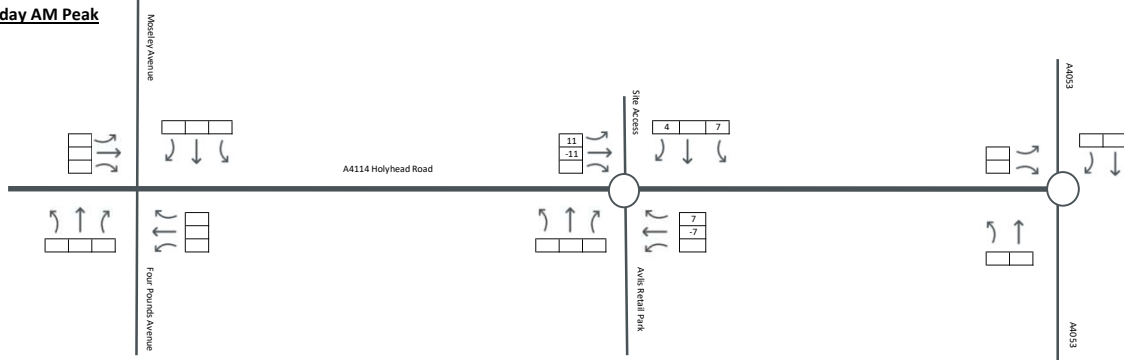 day AM Peak
Moseley Avenue
Site Access
A4053
4 7
11
-11
A4114 Holyhead Road
7
-7
Four Pounds Avenue
Avlis Retail Park
A4053